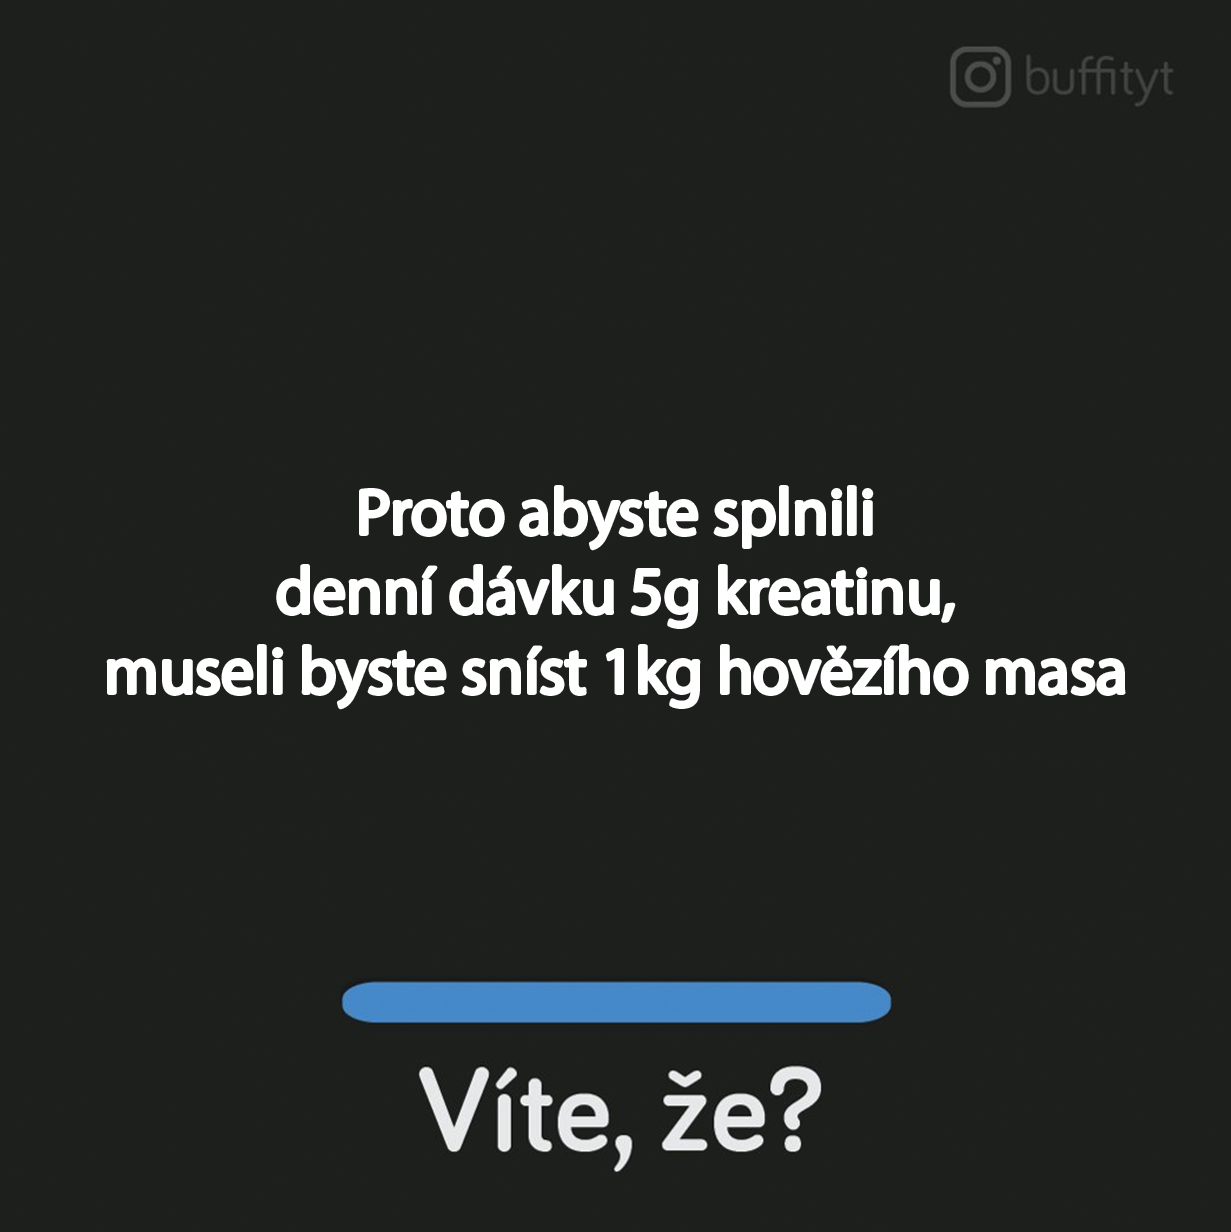 buffityt
Proto abyste splnili
denní dávku 5g kreatinu,
museli byste sníst 1kg hovězího masa
Víte, že?